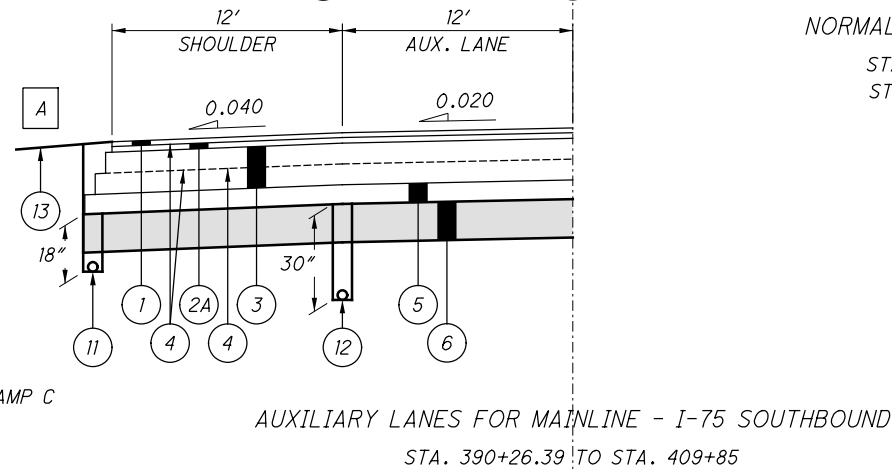 12' 12'
SHOULDER AUX. LANE
NORMAL
ST
ST
A
0.040 0.020
13
18" 30"
1 2A 3 5
11 4 4 12 6
AMP C
AUXILIARY LANES FOR MAINLINE - I-75 SOUTHBOUND
STA. 390+26.39 TO STA. 409+85